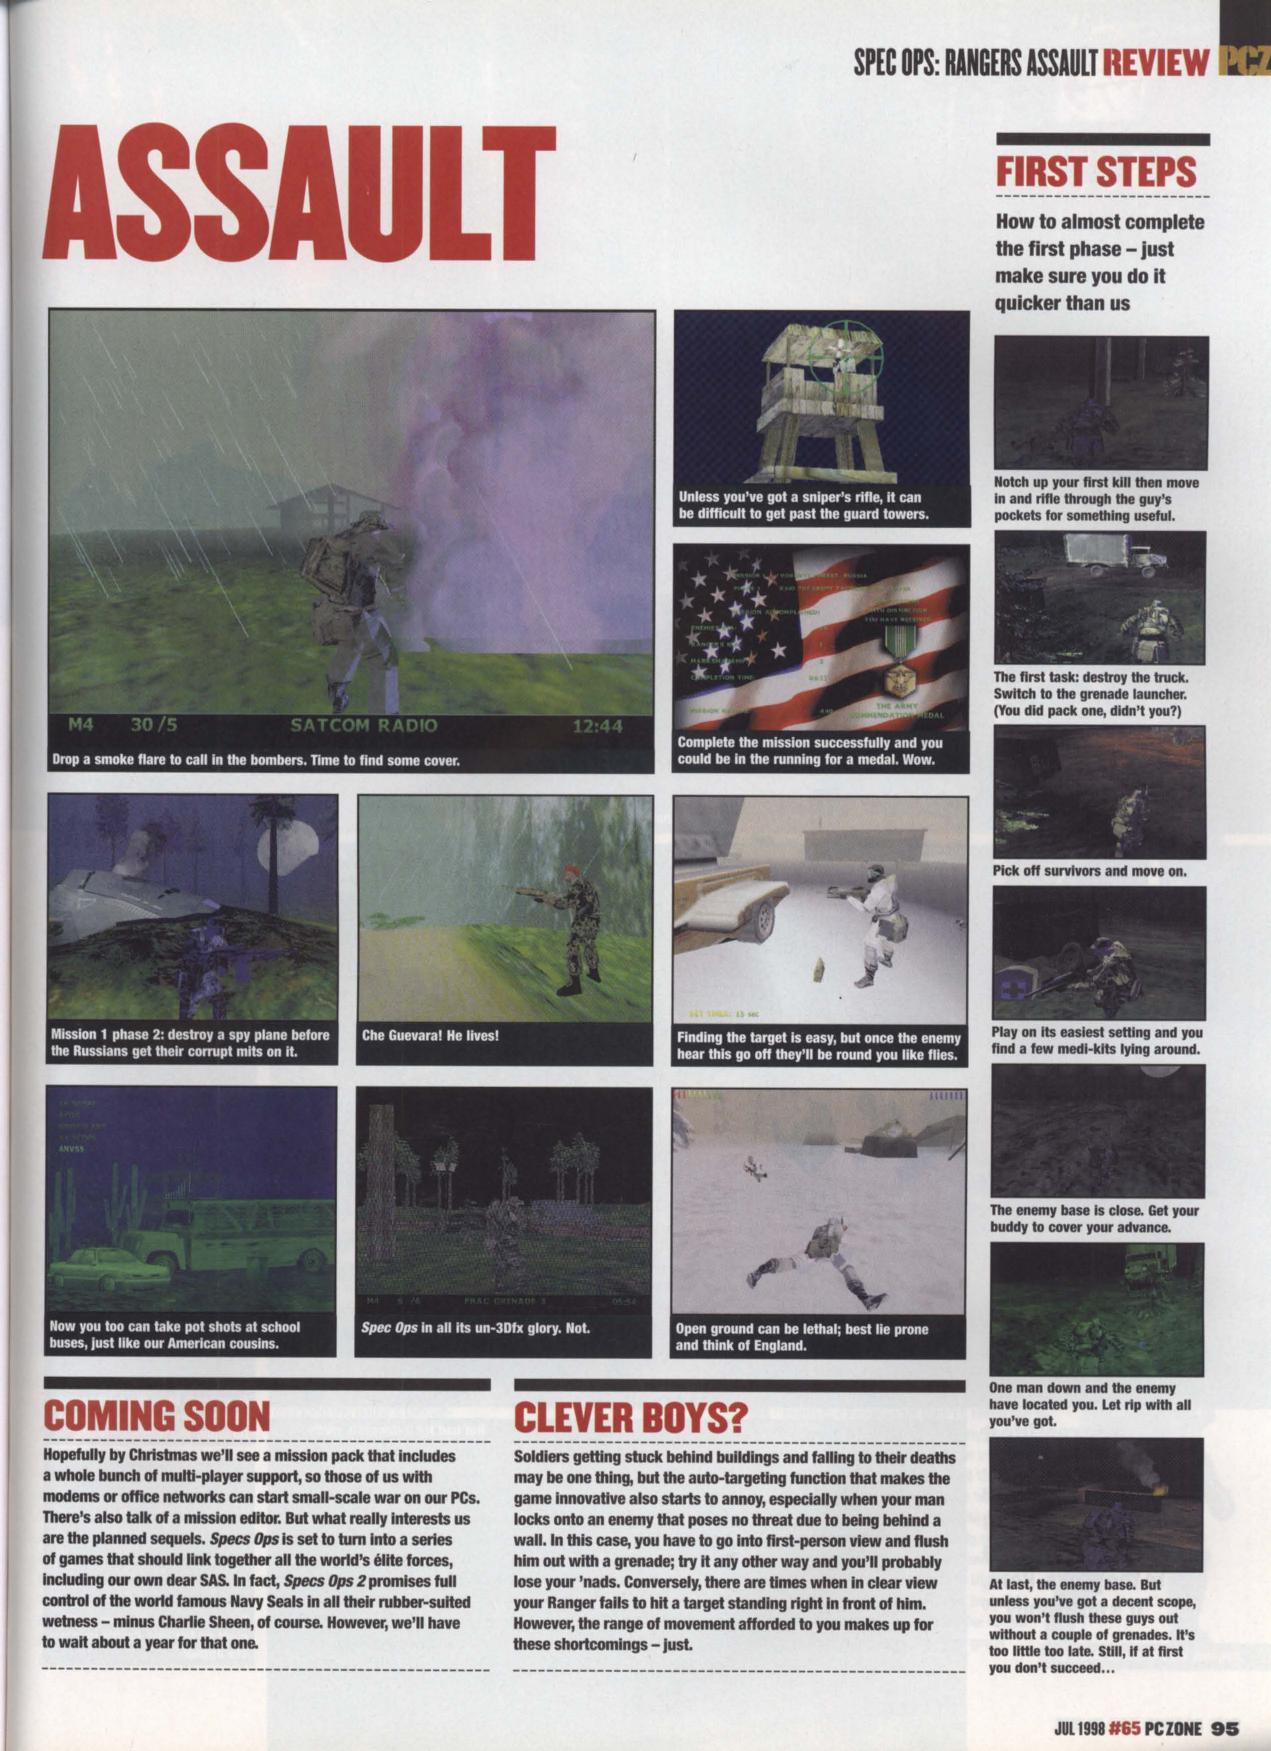 SPEC OPS: RANGERS ASSAULT REVIEW PCZ
ASSAULT
M4 30/5 SATCOM RADIO 12:44
Drop a smoke flare to call in the bombers. Time to find some cover.
Unless you've got a sniper's rifle, it can
be difficult to get past the guard towers.
COMPLETION TIME
THE ARMY
COMMENDATION MEDAL
Complete the mission successfully and you
could be in the running for a medal. Wow.
Mission 1 phase 2: destroy a spy plane before
the Russians get their corrupt mits on it.
Che Guevara! He lives!
SET TIMER: 15 sec
Finding the target is easy, but once the enemy
hear this go off they'll be round you like flies.
ANVSS
Now you too can take pot shots at school
buses, just like our American cousins.
M4 6 /6 FRAG GRENADE 3 05:54
Spec Ops in all its un-3Dfx glory. Not.
Open ground can be lethal; best lie prone
and think of England.
COMING SOON
Hopefully by Christmas we'll see a mission pack that includes
a whole bunch of multi-player support, so those of us with
modems or office networks can start small-scale war on our PCs.
There's also talk of a mission editor. But what really interests us
are the planned sequels. Specs Ops is set to turn into a series
of games that should link together all the world's élite forces,
including our own dear SAS. In fact, Specs Ops 2 promises full
control of the world famous Navy Seals in all their rubber-suited
wetness – minus Charlie Sheen, of course. However, we'll have
to wait about a year for that one.
CLEVER BOYS?
Soldiers getting stuck behind buildings and falling to their deaths
may be one thing, but the auto-targeting function that makes the
game innovative also starts to annoy, especially when your man
locks onto an enemy that poses no threat due to being behind a
wall. In this case, you have to go into first-person view and flush
him out with a grenade; try it any other way and you'll probably
lose your 'nads. Conversely, there are times when in clear view
your Ranger fails to hit a target standing right in front of him.
However, the range of movement afforded to you makes up for
these shortcomings – just.
FIRST STEPS
How to almost complete
the first phase – just
make sure you do it
quicker than us
Notch up your first kill then move
in and rifle through the guy's
pockets for something useful.
The first task: destroy the truck.
Switch to the grenade launcher.
(You did pack one, didn't you?)
Pick off survivors and move on.
Play on its easiest setting and you
find a few medi-kits lying around.
The enemy base is close. Get your
buddy to cover your advance.
One man down and the enemy
have located you. Let rip with all
you've got.
At last, the enemy base. But
unless you've got a decent scope,
you won't flush these guys out
without a couple of grenades. It's
too little too late. Still, if at first
you don't succeed...
JUL 1998 #65 PC ZONE 95